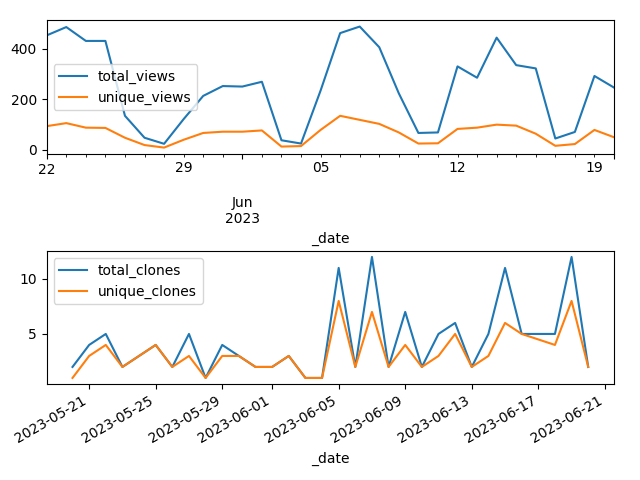 400
200
0
total_views
unique_views
22
29
05
12
19
Jun
2023
_date
10
5
total_clones
unique_clones
2023-05-21
2023-05-25
2023-05-29
2023-06-01
2023-06-05
2023-06-09
2023-06-13
2023-06-17
2023-06-21
_date